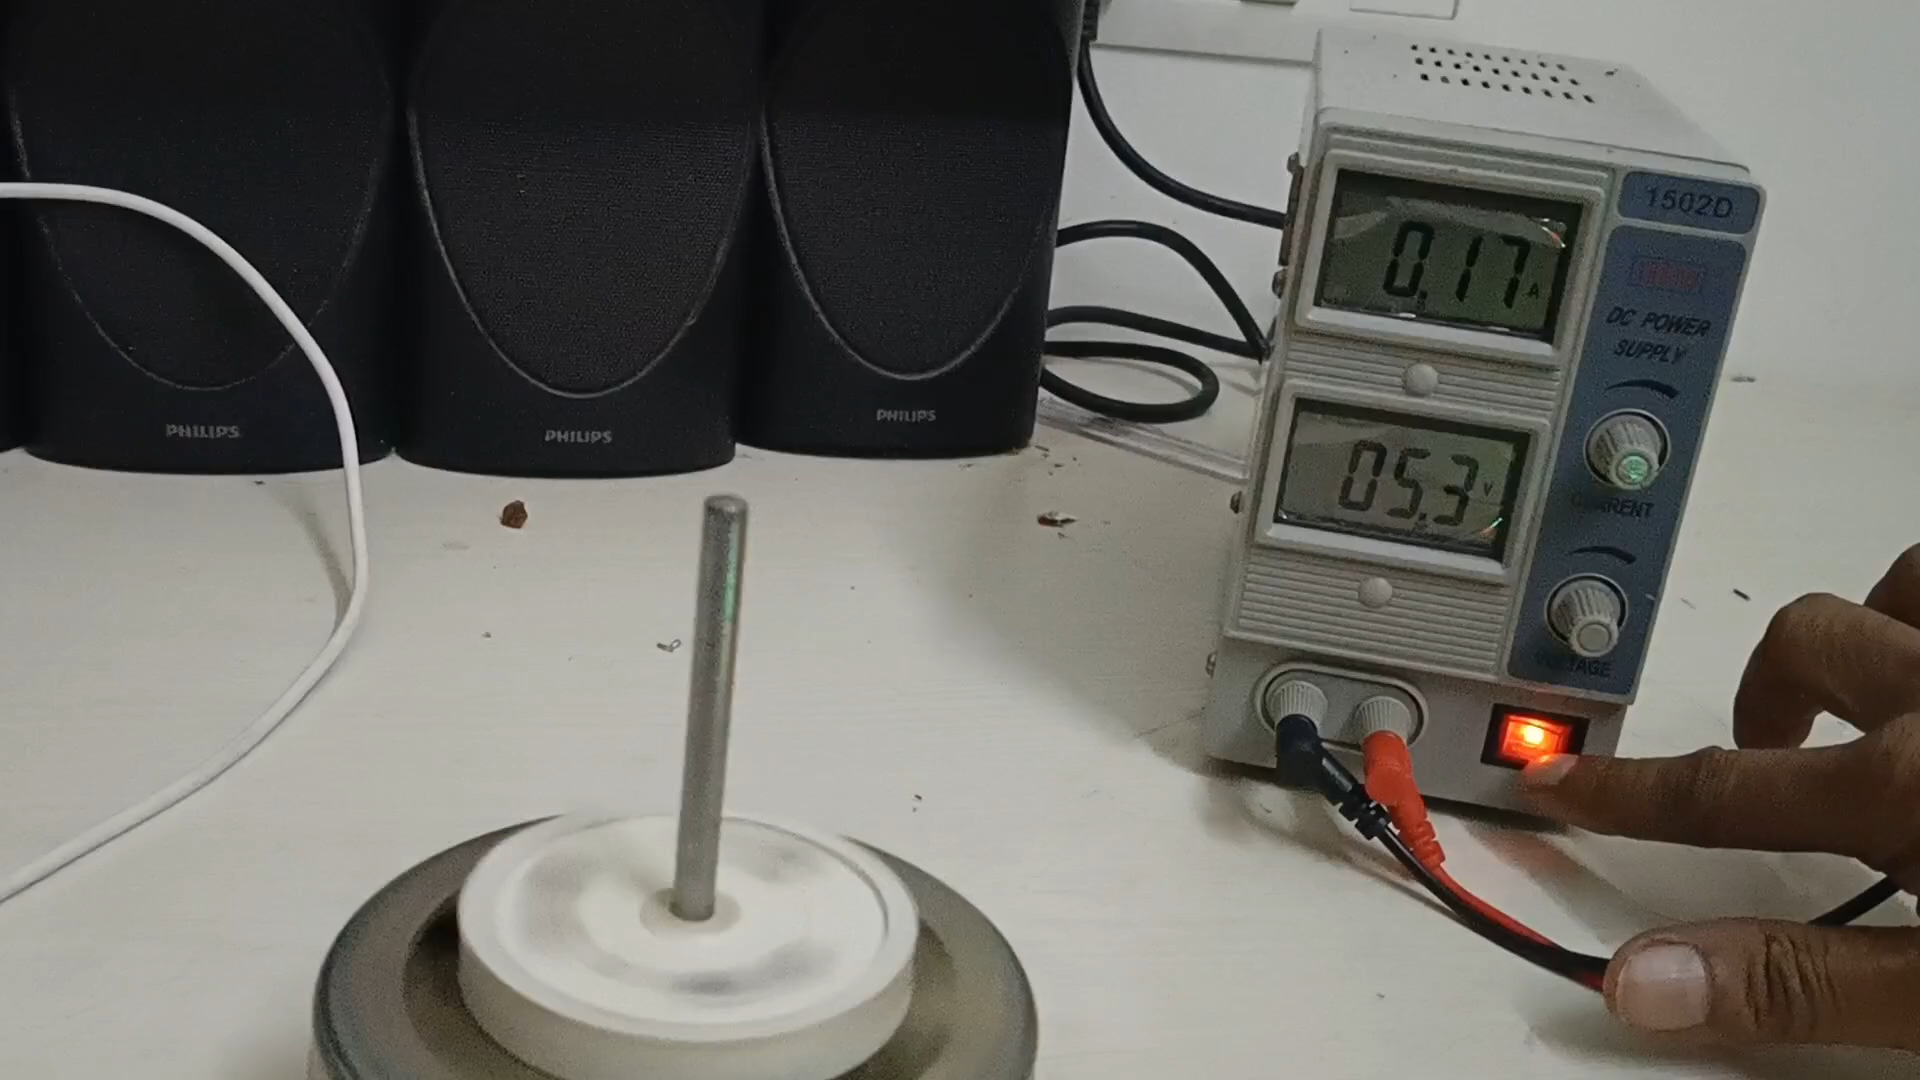 PHILIPS
PHILIPS
PHILIPS
1502D
0.17 A
DC POWER
SUPPLY
05.3 V
CURRENT
VOLTAGE